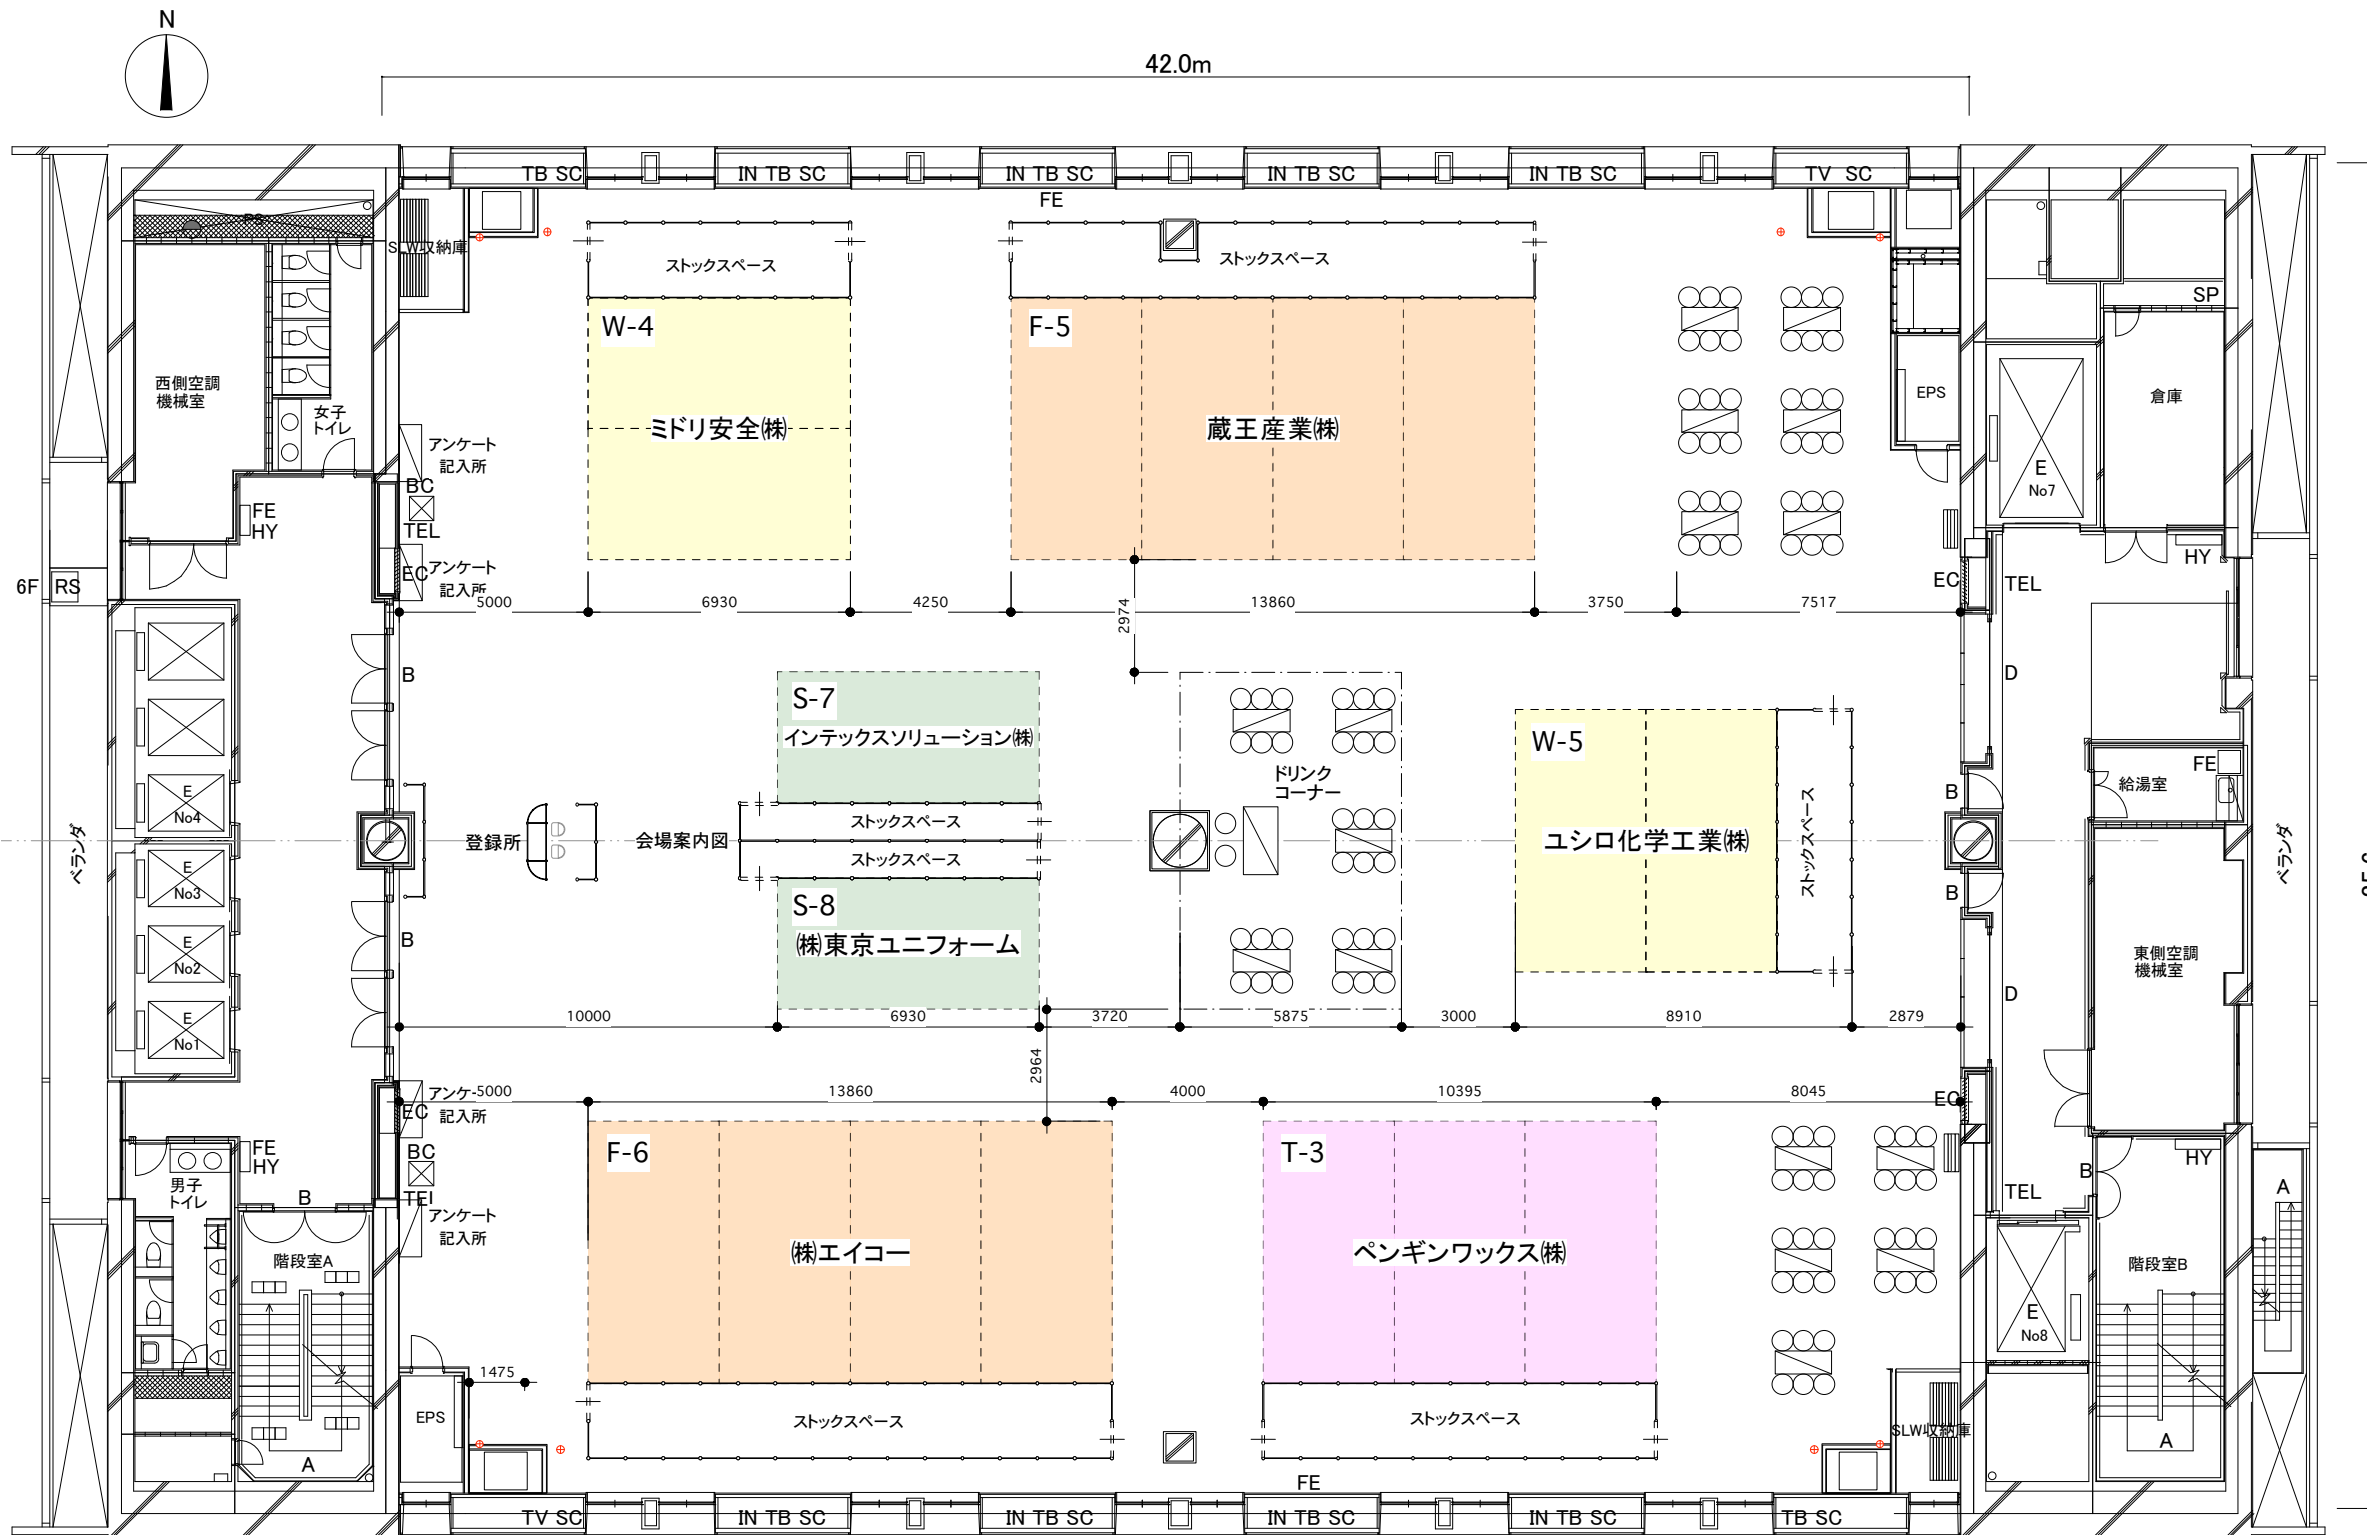 N
42.0m
TB SC
IN TB SC
IN TB SC
IN TB SC
IN TB SC
TV SC
FE
SLW収納庫
ストックスペース
ストックスペース
SP
W-4
F-5
西側空調
機械室
女子
トイレ
ミドリ安全㈱
蔵王産業㈱
EPS
倉庫
アンケート
記入所
E
No7
BC
FE
HY
TEL
アンケート
記入所
EC
6F
RS
HY
EC
TEL
5000
6930
4250
13860
3750
7517
2974
B
D
S-7
インテックスソリューション㈱
W-5
ドリンク
コーナー
FE
給湯室
B
E
No4
ベランダ
登録所
会場案内図
ストックスペース
ストックスペース
ユシロ化学工業㈱
ストックスペース
ベランダ
E
No3
B
S-8
㈱東京ユニフォーム
B
E
No2
東側空調
機械室
D
E
No1
10000
6930
3720
5875
3000
8910
2879
2964
5000
13860
4000
10395
8045
アンケ
記入所
EC
EC
FE
HY
BC
F-6
T-3
HY
B
男子
トイレ
B
TEL
A
アンケート
記入所
階段室A
㈱エイコー
ペンギンワックス㈱
階段室B
E
No8
1475
EPS
ストックスペース
ストックスペース
SLW収納庫
A
A
FE
TV SC
IN TB SC
IN TB SC
IN TB SC
IN TB SC
TB SC